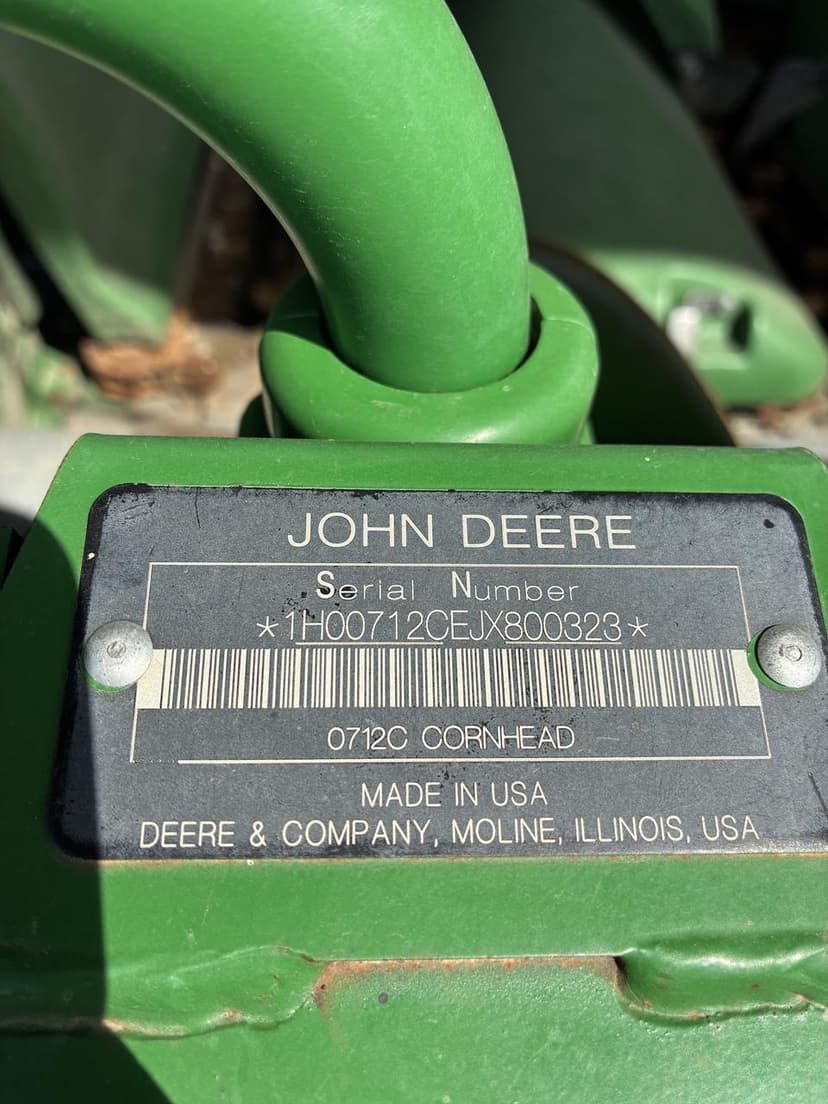 JOHN DEERE
Serial Number
*1H00712CEJX800323*
0712C CORNHEAD
MADE IN USA
DEERE & COMPANY, MOLINE, ILLINOIS, USA